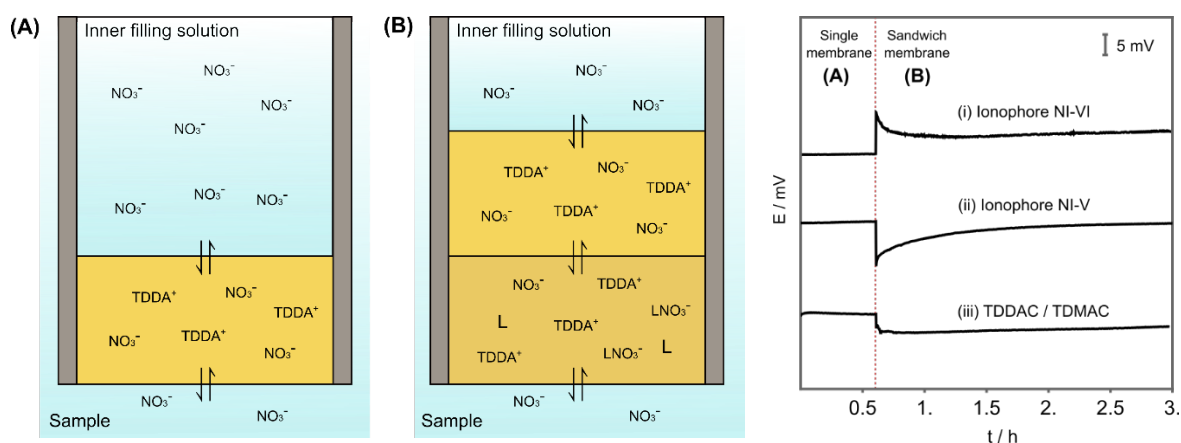 (A)
Inner filling solution
NO₃⁻
NO₃⁻
NO₃⁻
NO₃⁻
NO₃⁻
NO₃⁻
NO₃⁻
TDDA⁺
NO₃⁻
TDDA⁺
NO₃⁻
TDDA⁺
NO₃⁻
NO₃⁻
NO₃⁻
Sample
(B)
Inner filling solution
NO₃⁻
NO₃⁻
NO₃⁻
TDDA⁺
NO₃⁻
TDDA⁺
NO₃⁻
TDDA⁺
NO₃⁻
NO₃⁻
TDDA⁺
L
TDDA⁺
LNO₃⁻
TDDA⁺
LNO₃⁻
L
NO₃⁻
NO₃⁻
Sample
Single
membrane
(A)
Sandwich
membrane
(B)
5 mV
(i) Ionophore NI-VI
(ii) Ionophore NI-V
(iii) TDDAC / TDMAC
E / mV
0.5
1.
2.
2.5
3.
t / h